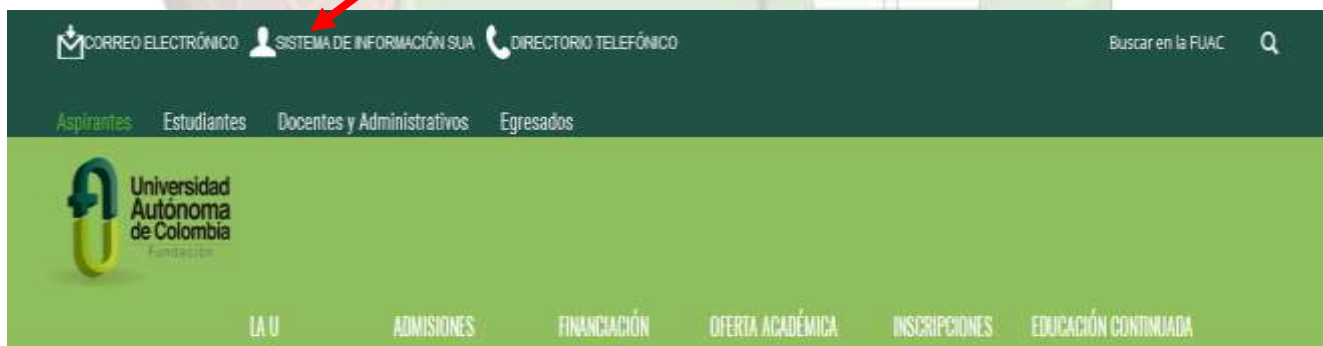 CORREO ELECTRÓNICO SISTEMA DE INFORMACIÓN SUA DIRECTORIO TELEFÓNICO Buscar en la FUAC
Aspirantes Estudiantes Docentes y Administrativos Egresados
Universidad
Autónoma
de Colombia
Fundación
LA U ADMISIONES FINANCIACIÓN OFERTA ACADÉMICA INSCRIPCIONES EDUCACIÓN CONTINUADA